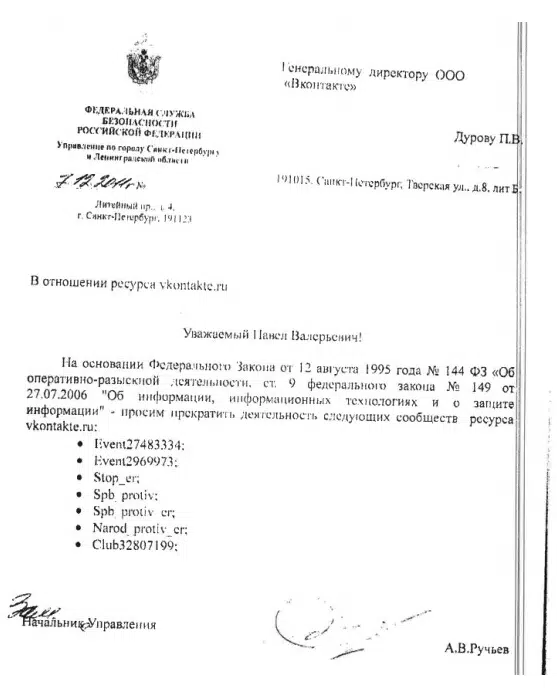 Генеральному директору ООО
«Вконтакте»
ФЕДЕРАЛЬНАЯ СЛУЖБА
БЕЗОПАСНОСТИ
РОССИЙСКОЙ ФЕДЕРАЦИИ
Управление по городу Санкт-Петербургу
и Ленинградской области
Дурову П.В.
7.12.2011г №
191015, Санкт-Петербург, Тверская ул., д.8, лит Б.
Литейный пр., д. 4,
г. Санкт-Петербург, 191123
В отношении ресурса vkontakte.ru
Уважаемый Павел Валерьевич!
На основании Федерального Закона от 12 августа 1995 года № 144 ФЗ «Об
оперативно-разыскной деятельности, ст. 9 федерального закона № 149 от
27.07.2006 "Об информации, информационных технологиях и о защите
информации" - просим прекратить деятельность следующих сообществ ресурса
vkontakte.ru:
• Event27483334;
• Event2969973;
• Stop_er;
• Spb_protiv;
• Spb_protiv_er;
• Narod_protiv_er;
• Club32807199;
Начальник Управления
А.В.Ручьев